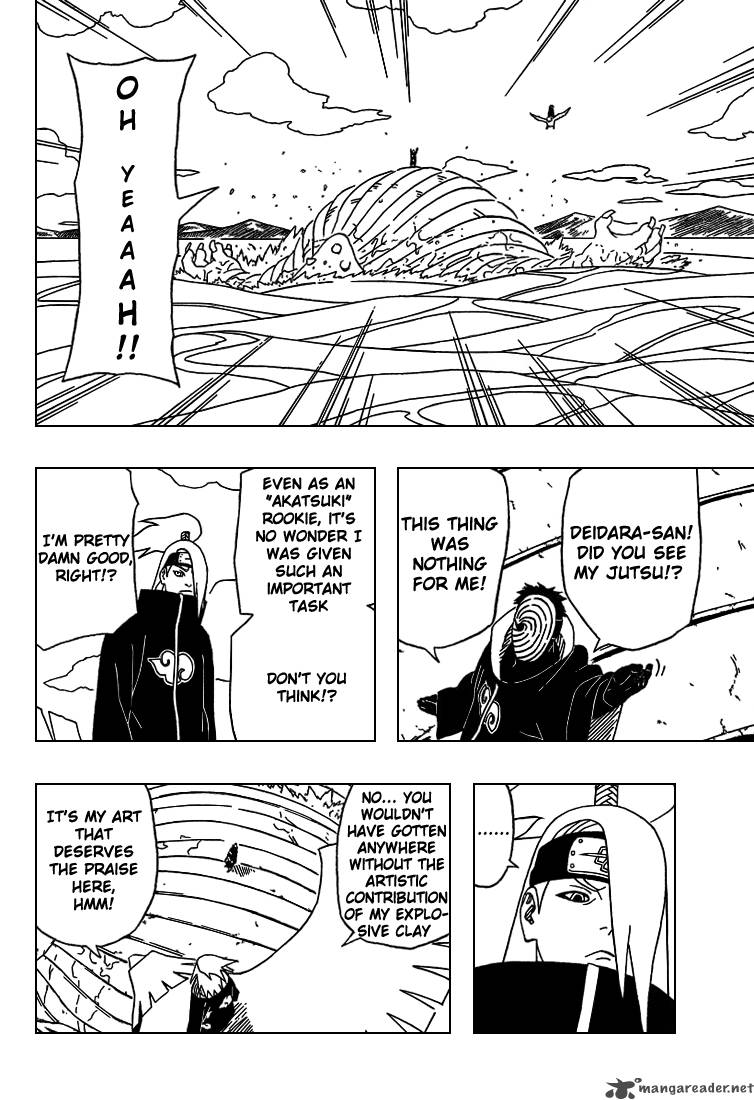 OH YEAAAAH!!
DEIDARA-SAN!
DID YOU SEE
MY JUTSU!?
THIS THING
WAS
NOTHING
FOR ME!
EVEN AS AN
"AKATSUKI"
ROOKIE, IT'S
NO WONDER I
WAS GIVEN
SUCH AN
IMPORTANT
TASK
DON'T YOU
THINK!?
I'M PRETTY
DAMN GOOD,
RIGHT!?
........
NO... YOU
WOULDN'T
HAVE GOTTEN
ANYWHERE
WITHOUT THE
ARTISTIC
CONTRIBUTION
OF MY EXPLO-
SIVE CLAY
IT'S MY ART
THAT
DESERVES
THE PRAISE
HERE,
HMM!
mangareader.net